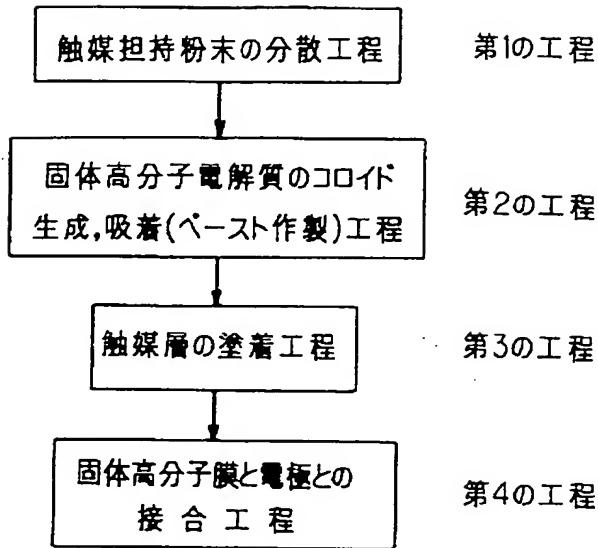 触媒担持粉末の分散工程 第1の工程
固体高分子電解質のコロイド
生成,吸着(ペースト作製)工程 第2の工程
触媒層の塗着工程 第3の工程
固体高分子膜と電極との
接合工程 第4の工程